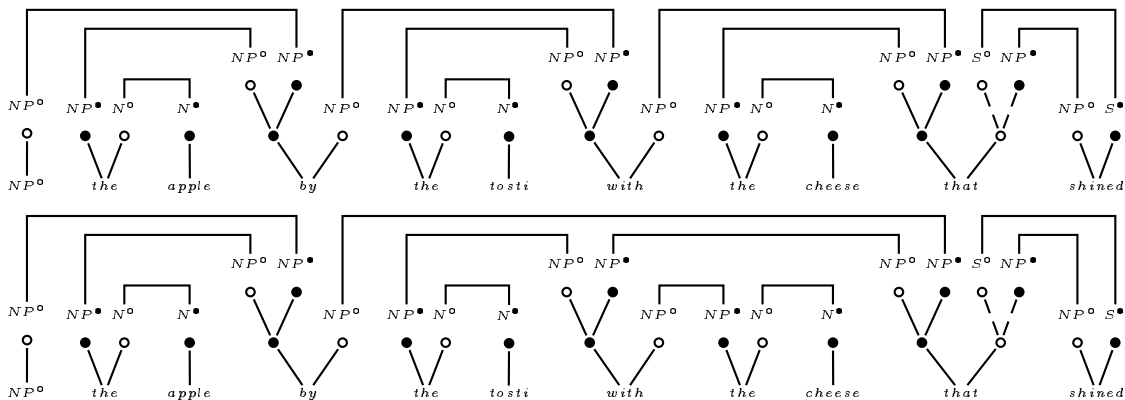 NP° NP• NP° NP• NP° NP• S° NP•
NP° NP• N° N• NP° NP• N° N• NP° NP• N° N• NP° S•
NP° the apple by the tosti with the cheese that shined
NP° NP• NP° NP• NP° NP• S° NP•
NP° NP• N° N• NP° NP• N° N• NP° NP• N° N• NP° S•
NP° the apple by the tosti with the cheese that shined